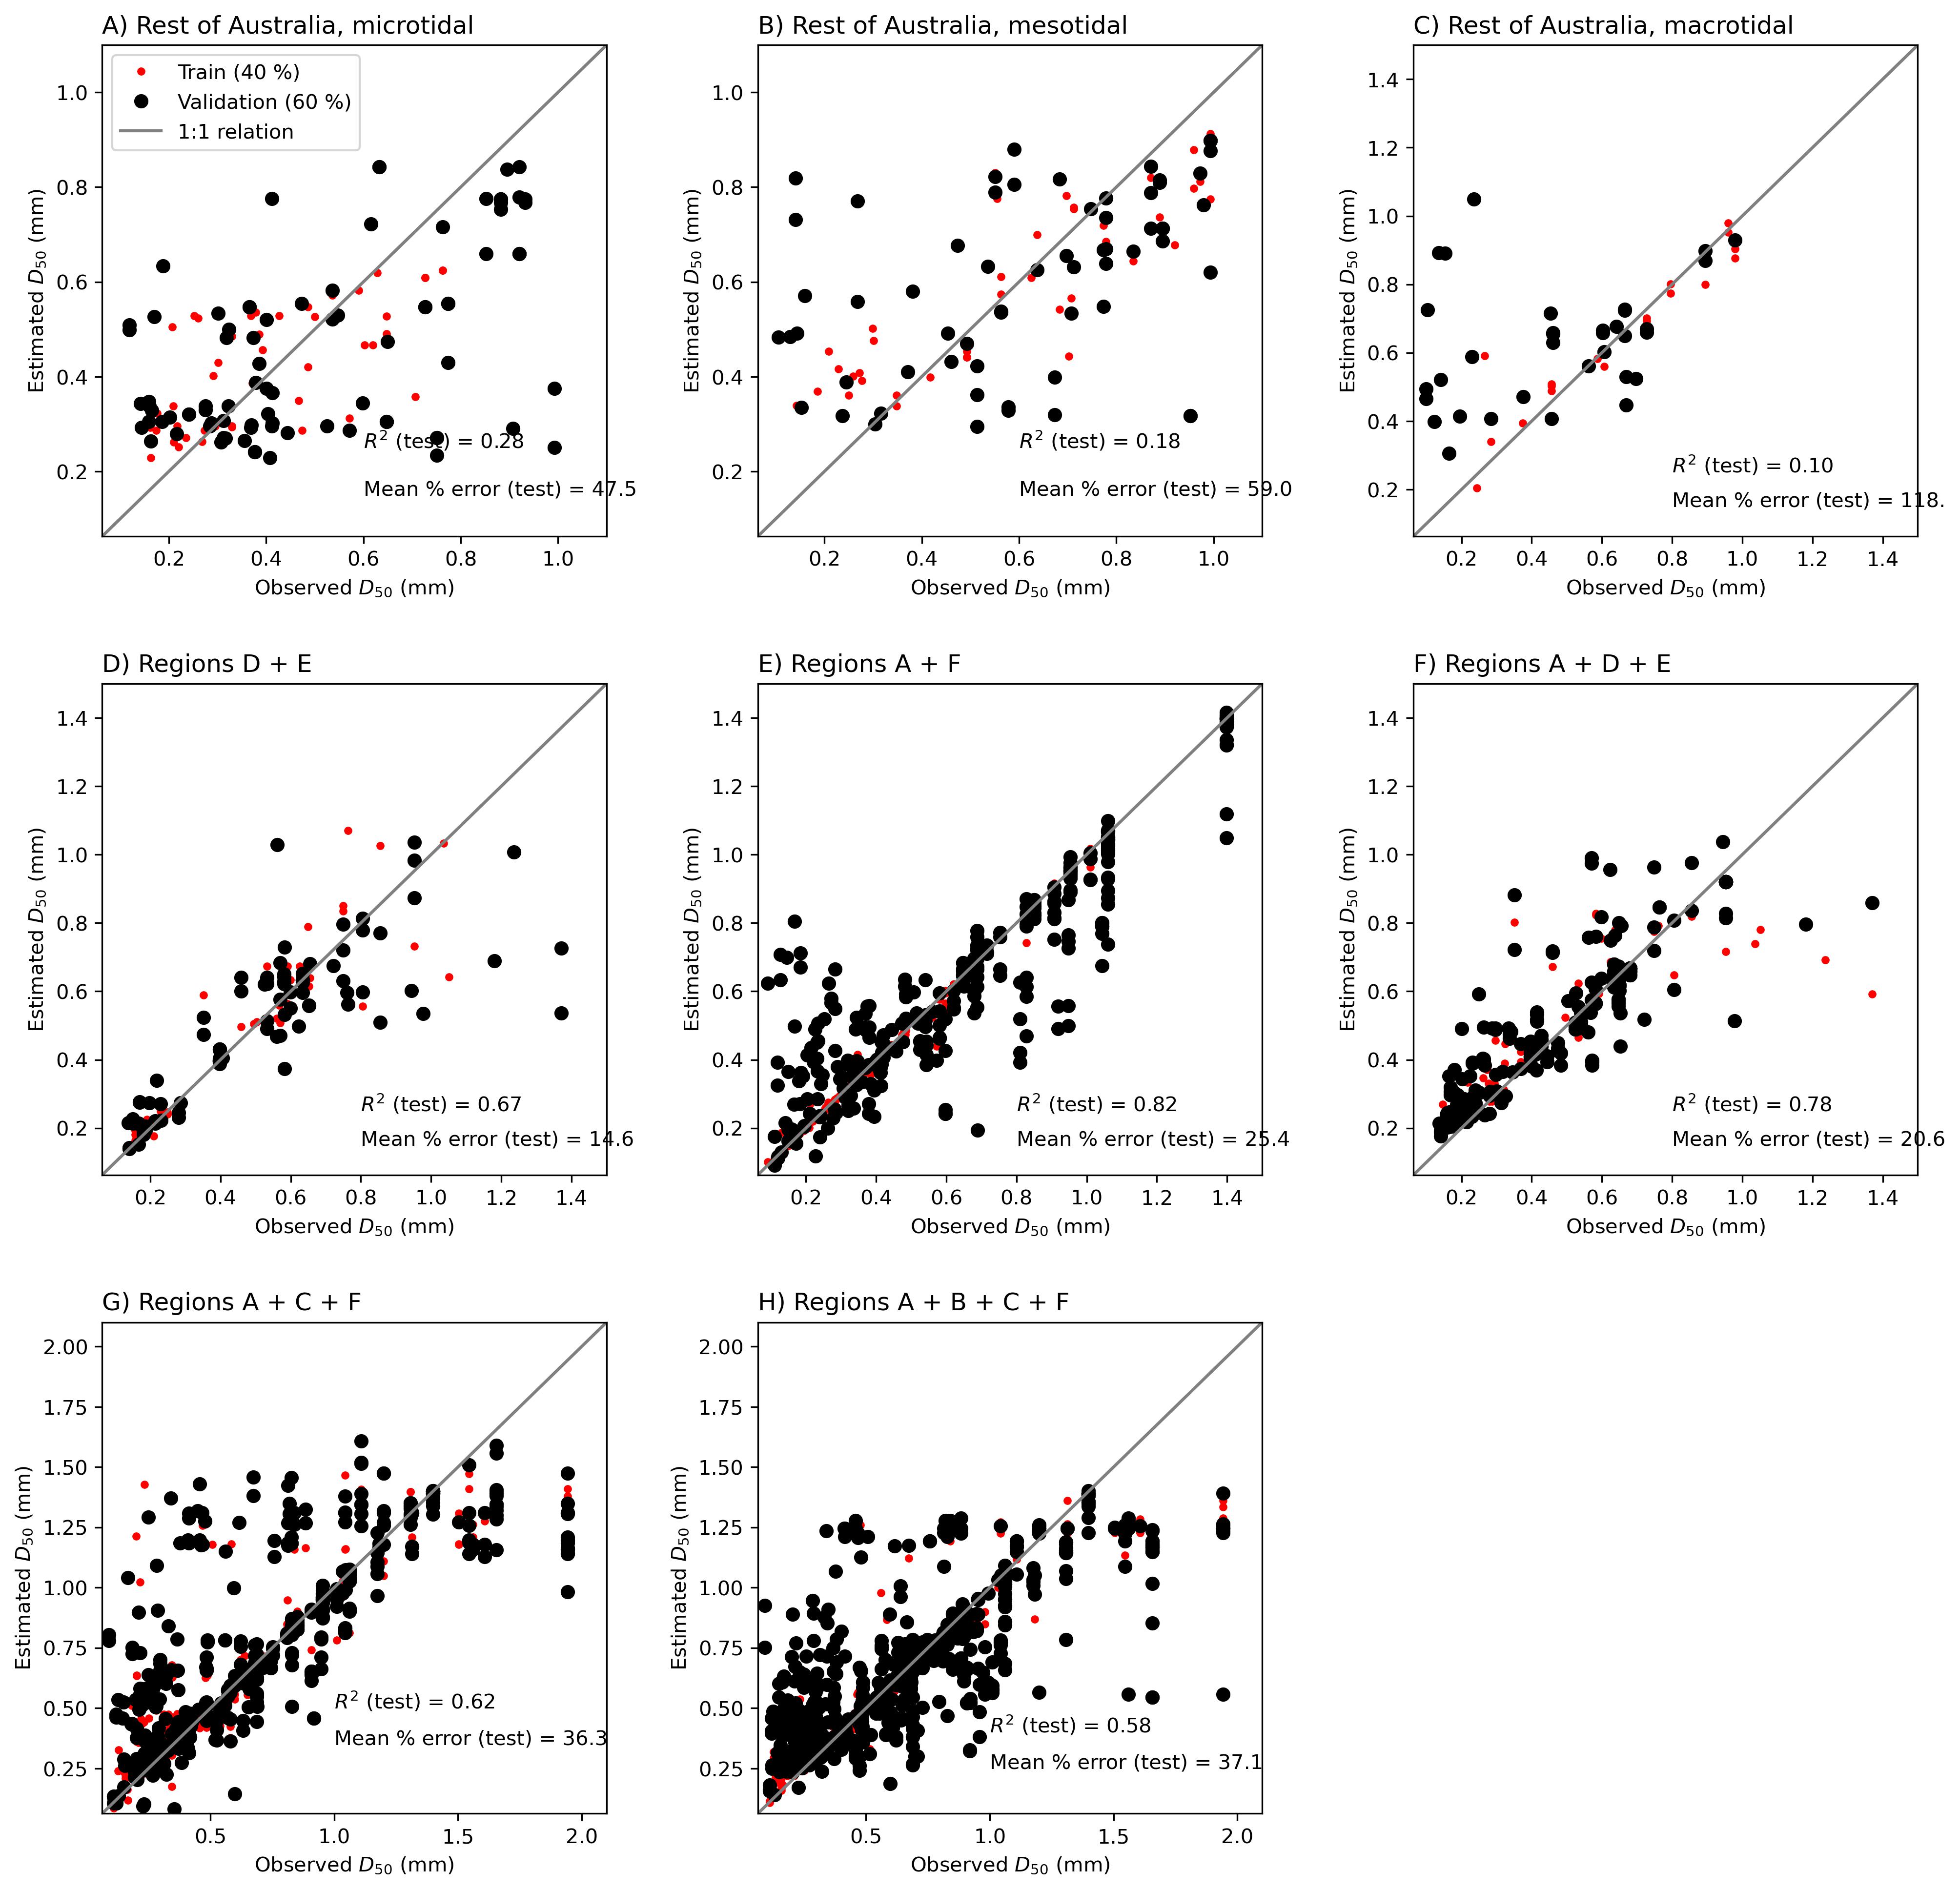 A) Rest of Australia, microtidal
Train (40 %)
Validation (60 %)
1:1 relation
1.0
0.8
0.6
0.4
0.2
Estimated D50 (mm)
R2 (test) = 0.28
Mean % error (test) = 47.5
0.2 0.4 0.6 0.8 1.0
Observed D50 (mm)
B) Rest of Australia, mesotidal
1.0
0.8
0.6
0.4
0.2
Estimated D50 (mm)
R2 (test) = 0.18
Mean % error (test) = 59.0
0.2 0.4 0.6 0.8 1.0
Observed D50 (mm)
C) Rest of Australia, macrotidal
1.4
1.2
1.0
0.8
0.6
0.4
0.2
Estimated D50 (mm)
R2 (test) = 0.10
Mean % error (test) = 118.
0.2 0.4 0.6 0.8 1.0 1.2 1.4
Observed D50 (mm)
D) Regions D + E
1.4
1.2
1.0
0.8
0.6
0.4
0.2
Estimated D50 (mm)
R2 (test) = 0.67
Mean % error (test) = 14.6
0.2 0.4 0.6 0.8 1.0 1.2 1.4
Observed D50 (mm)
E) Regions A + F
1.4
1.2
1.0
0.8
0.6
0.4
0.2
Estimated D50 (mm)
R2 (test) = 0.82
Mean % error (test) = 25.4
0.2 0.4 0.6 0.8 1.0 1.2 1.4
Observed D50 (mm)
F) Regions A + D + E
1.4
1.2
1.0
0.8
0.6
0.4
0.2
Estimated D50 (mm)
R2 (test) = 0.78
Mean % error (test) = 20.6
0.2 0.4 0.6 0.8 1.0 1.2 1.4
Observed D50 (mm)
G) Regions A + C + F
2.00
1.75
1.50
1.25
1.00
0.75
0.50
0.25
Estimated D50 (mm)
R2 (test) = 0.62
Mean % error (test) = 36.3
0.5 1.0 1.5 2.0
Observed D50 (mm)
H) Regions A + B + C + F
2.00
1.75
1.50
1.25
1.00
0.75
0.50
0.25
Estimated D50 (mm)
R2 (test) = 0.58
Mean % error (test) = 37.1
0.5 1.0 1.5 2.0
Observed D50 (mm)